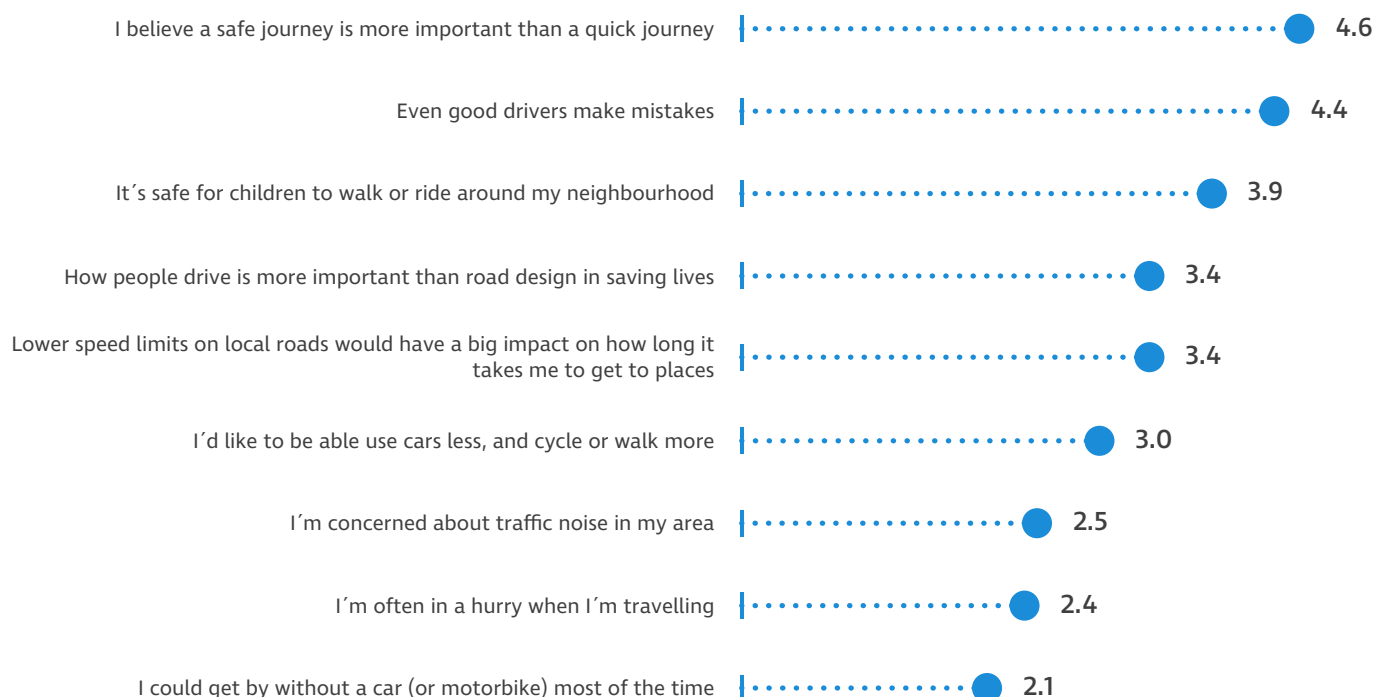 I believe a safe journey is more important than a quick journey 4.6
Even good drivers make mistakes 4.4
It´s safe for children to walk or ride around my neighbourhood 3.9
How people drive is more important than road design in saving lives 3.4
Lower speed limits on local roads would have a big impact on how long it
takes me to get to places 3.4
I´d like to be able use cars less, and cycle or walk more 3.0
I´m concerned about traffic noise in my area 2.5
I´m often in a hurry when I´m travelling 2.4
I could get by without a car (or motorbike) most of the time 2.1